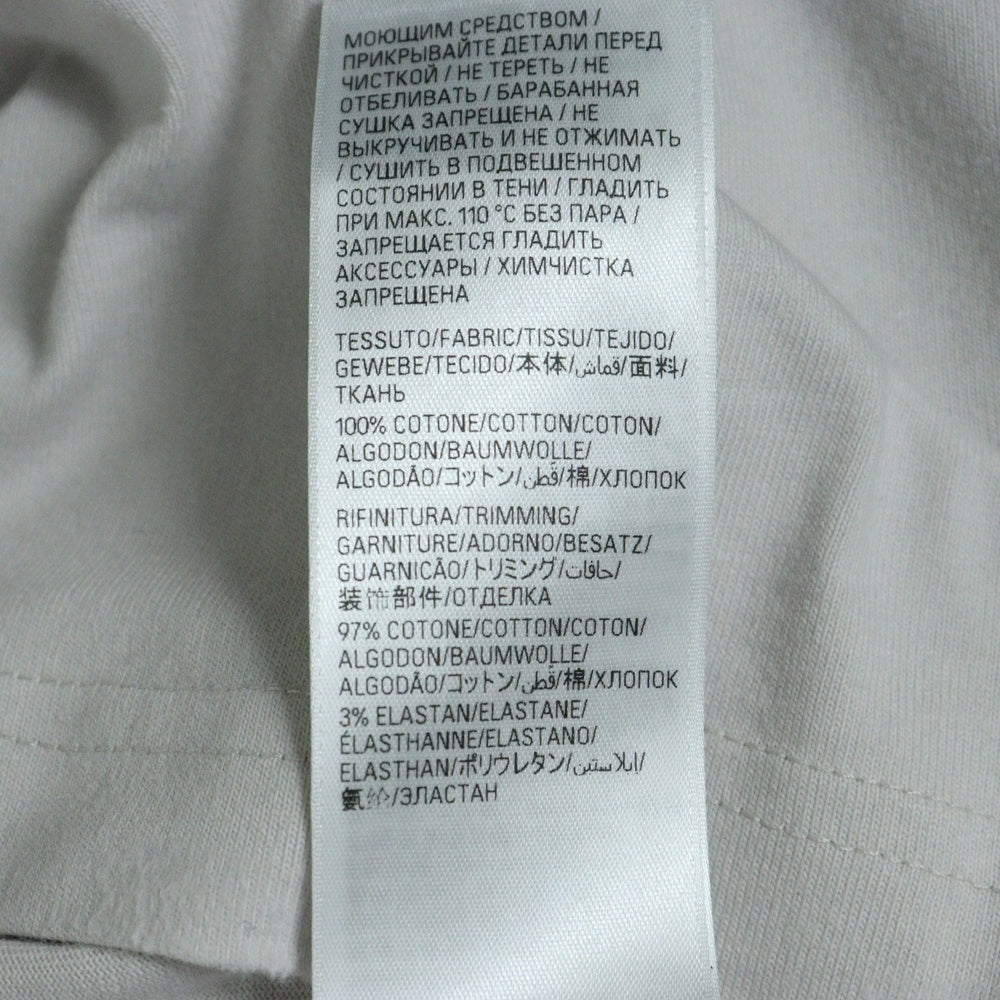 МОЮЩИМ СРЕДСТВОМ /
ПРИКРЫВАЙТЕ ДЕТАЛИ ПЕРЕД
ЧИСТКОЙ / НЕ ТЕРЕТЬ / НЕ
ОТБЕЛИВАТЬ / БАРАБАННАЯ
СУШКА ЗАПРЕЩЕНА / НЕ
ВЫКРУЧИВАТЬ И НЕ ОТЖИМАТЬ
/ СУШИТЬ В ПОДВЕШЕННОМ
СОСТОЯНИИ В ТЕНИ / ГЛАДИТЬ
ПРИ МАКС. 110 °C БЕЗ ПАРА /
ЗАПРЕЩАЕТСЯ ГЛАДИТЬ
АКСЕССУАРЫ / ХИМЧИСТКА
ЗАПРЕЩЕНА
TESSUTO/FABRIC/TISSU/TEJIDO/
GEWEBE/TECIDO/本体/قماش/面料/
ТКАНЬ
100% COTONE/COTTON/COTON/
ALGODON/BAUMWOLLE/
ALGODÃO/コットン/قطن/棉/ХЛОПОК
RIFINITURA/TRIMMING/
GARNITURE/ADORNO/BESATZ/
GUARNICÃO/トリミング/حافات/
装饰部件/ОТДЕЛКА
97% COTONE/COTTON/COTON/
ALGODON/BAUMWOLLE/
ALGODÃO/コットン/قطن/棉/ХЛОПОК
3% ELASTAN/ELASTANE/
ÉLASTHANNE/ELASTANO/
ELASTHAN/ポリウレタン/إيلاستين/
氨纶/ЭЛАСТАН